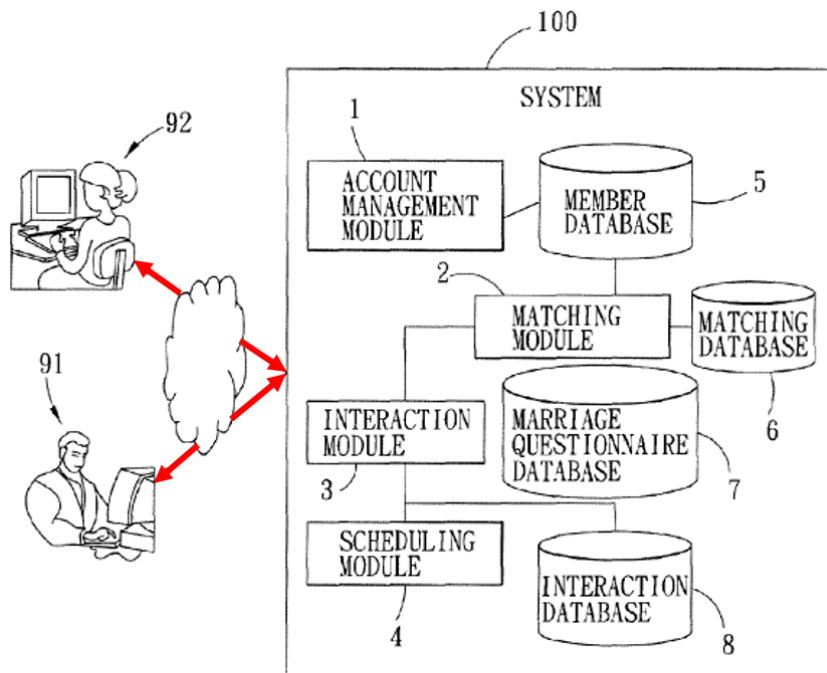 100
SYSTEM
92
1
ACCOUNT
MANAGEMENT
MODULE
MEMBER
DATABASE
5
2
MATCHING
MODULE
MATCHING
DATABASE
6
91
INTERACTION
MODULE
3
MARRIAGE
QUESTIONNAIRE
DATABASE
7
SCHEDULING
MODULE
4
INTERACTION
DATABASE
8